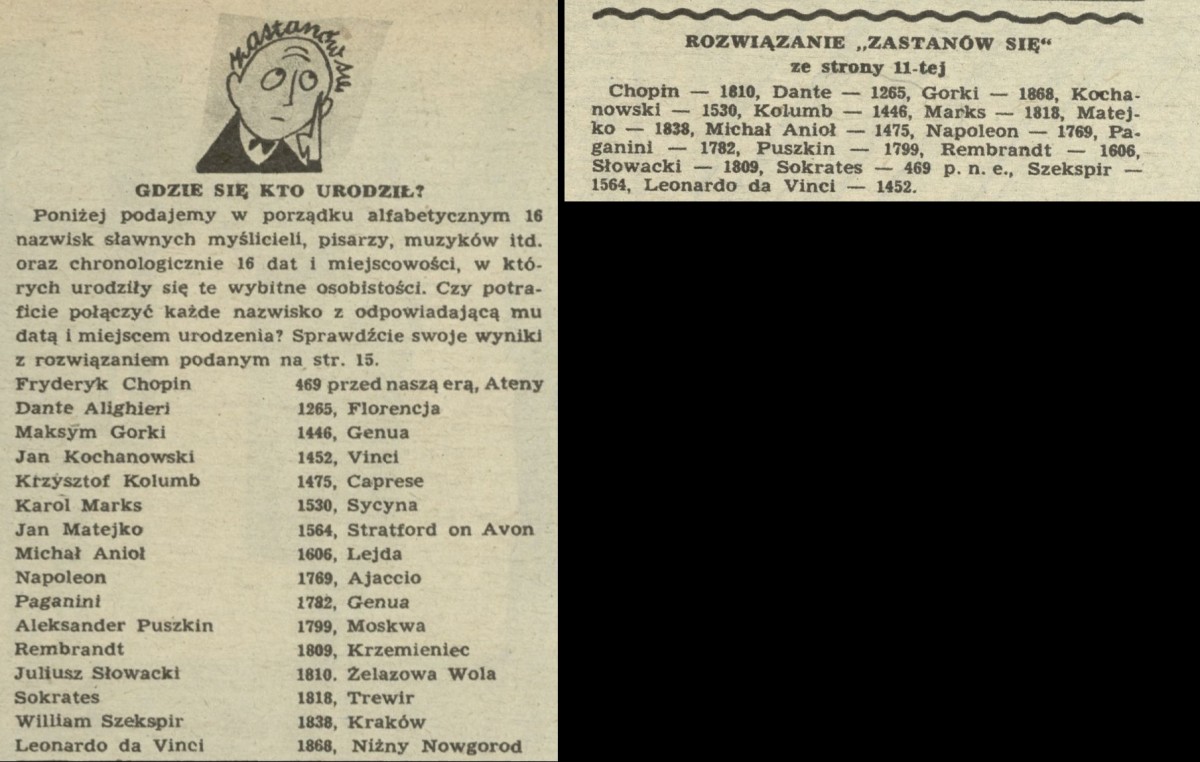 zastanów się
GDZIE SIĘ KTO URODZIŁ?
Poniżej podajemy w porządku alfabetycznym 16
nazwisk sławnych myślicieli, pisarzy, muzyków itd.
oraz chronologicznie 16 dat i miejscowości, w któ-
rych urodziły się te wybitne osobistości. Czy potra-
ficie połączyć każde nazwisko z odpowiadającą mu
datą i miejscem urodzenia? Sprawdźcie swoje wyniki
z rozwiązaniem podanym na str. 15.
Fryderyk Chopin 469 przed naszą erą, Ateny
Dante Alighieri 1265, Florencja
Maksym Gorki 1446, Genua
Jan Kochanowski 1452, Vinci
Krzysztof Kolumb 1475, Caprese
Karol Marks 1530, Sycyna
Jan Matejko 1564, Stratford on Avon
Michał Anioł 1606, Lejda
Napoleon 1769, Ajaccio
Paganini 1782, Genua
Aleksander Puszkin 1799, Moskwa
Rembrandt 1809, Krzemieniec
Juliusz Słowacki 1810. Żelazowa Wola
Sokrates 1818, Trewir
William Szekspir 1838, Kraków
Leonardo da Vinci 1868, Niżny Nowgorod
ROZWIĄZANIE „ZASTANÓW SIĘ“
ze strony 11-tej
Chopin — 1810, Dante — 1265, Gorki — 1868, Kocha-
nowski — 1530, Kolumb — 1446, Marks — 1818, Matej-
ko — 1838, Michał Anioł — 1475, Napoleon — 1769, Pa-
ganini — 1782, Puszkin — 1799, Rembrandt — 1606,
Słowacki — 1809, Sokrates — 469 p. n. e., Szekspir —
1564, Leonardo da Vinci — 1452.